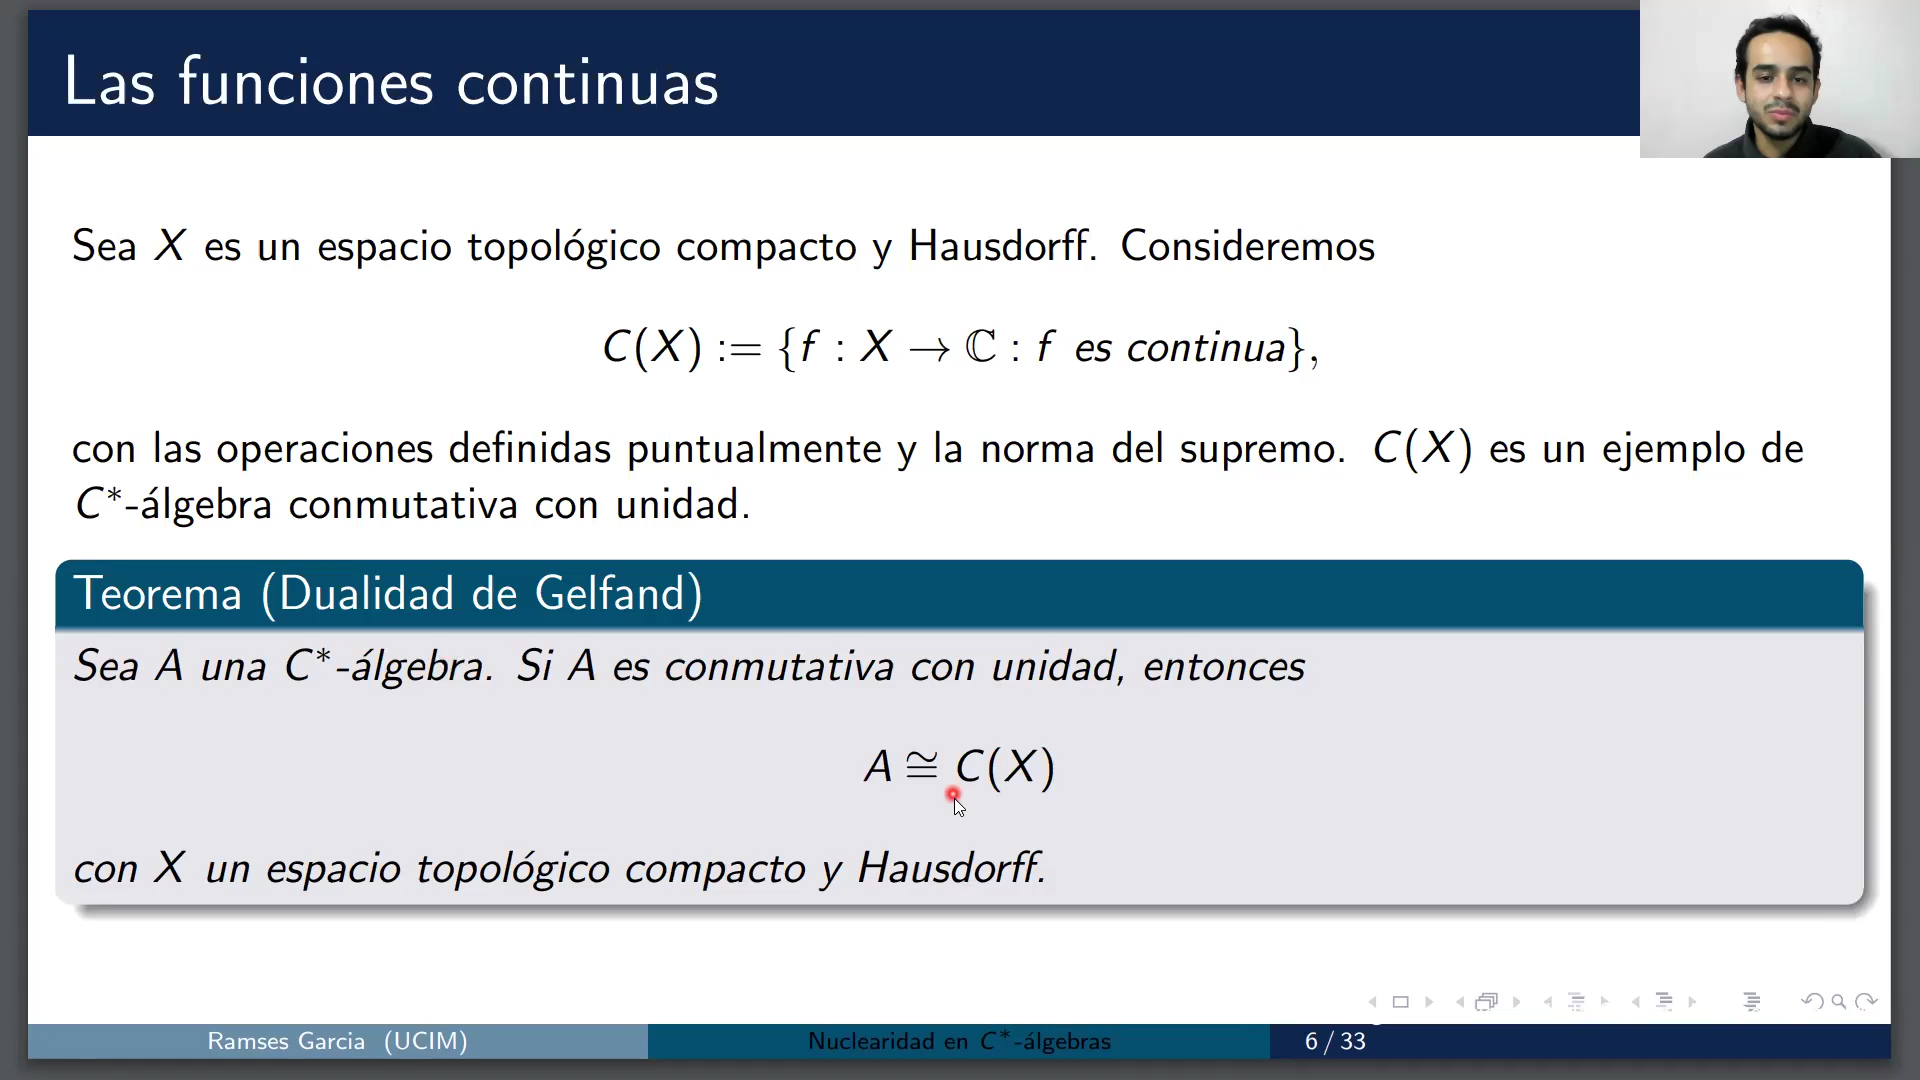 Las funciones continuas
Sea X es un espacio topológico compacto y Hausdorff. Consideremos
C(X) := {f : X → ℂ : f es continua},
con las operaciones definidas puntualmente y la norma del supremo. C(X) es un ejemplo de
C*-álgebra conmutativa con unidad.
Teorema (Dualidad de Gelfand)
Sea A una C*-álgebra. Si A es conmutativa con unidad, entonces
A ≅ C(X)
con X un espacio topológico compacto y Hausdorff.
Ramses Garcia (UCIM) Nuclearidad en C*-álgebras 6 / 33